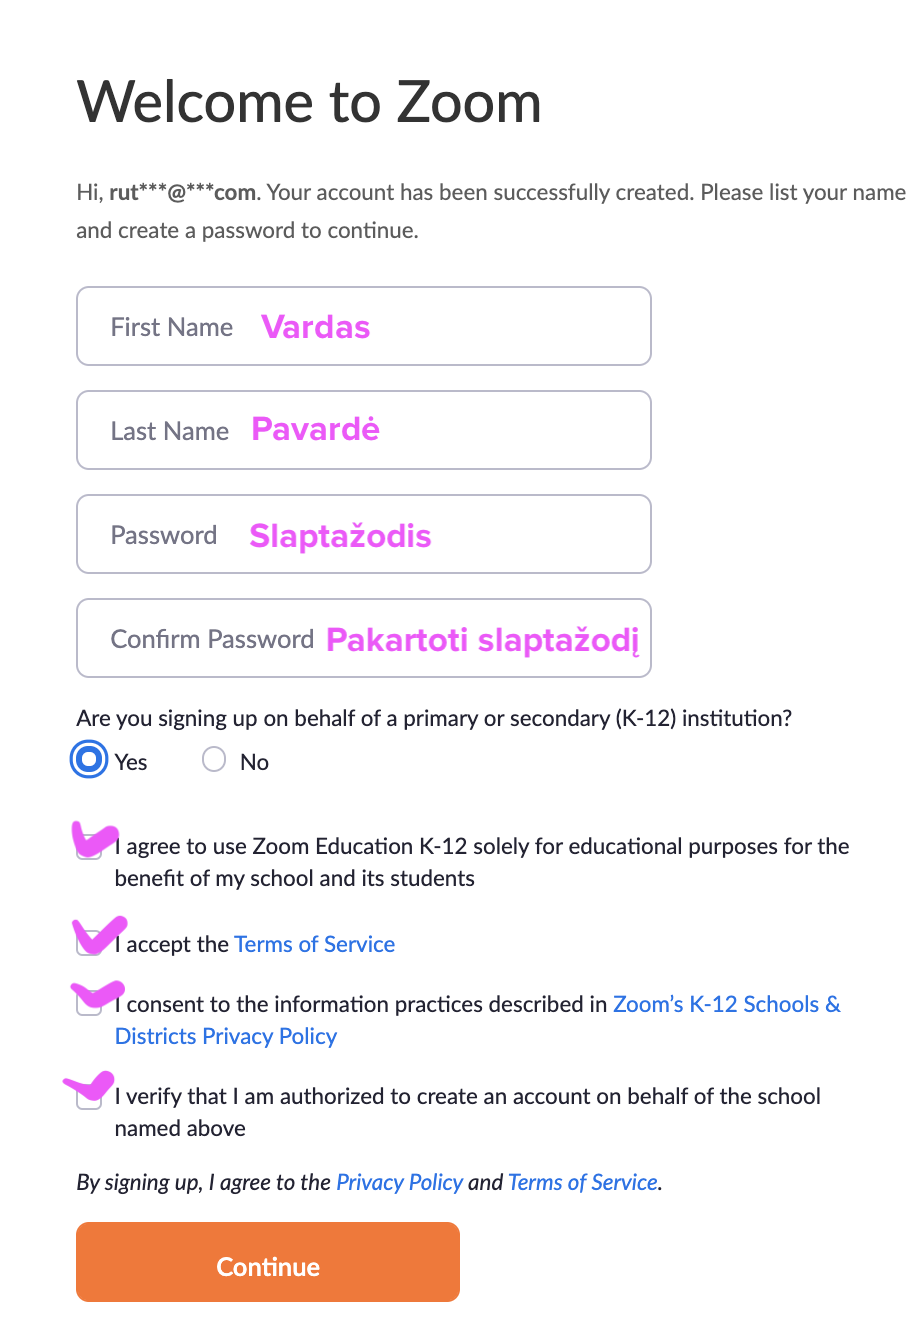 Welcome to Zoom
Hi, rut***@***com. Your account has been successfully created. Please list your name
and create a password to continue.
First Name Vardas
Last Name Pavardė
Password Slaptažodis
Confirm Password Pakartoti slaptažodį
Are you signing up on behalf of a primary or secondary (K-12) institution?
Yes No
I agree to use Zoom Education K-12 solely for educational purposes for the
benefit of my school and its students
I accept the Terms of Service
I consent to the information practices described in Zoom’s K-12 Schools &
Districts Privacy Policy
I verify that I am authorized to create an account on behalf of the school
named above
By signing up, I agree to the Privacy Policy and Terms of Service.
Continue